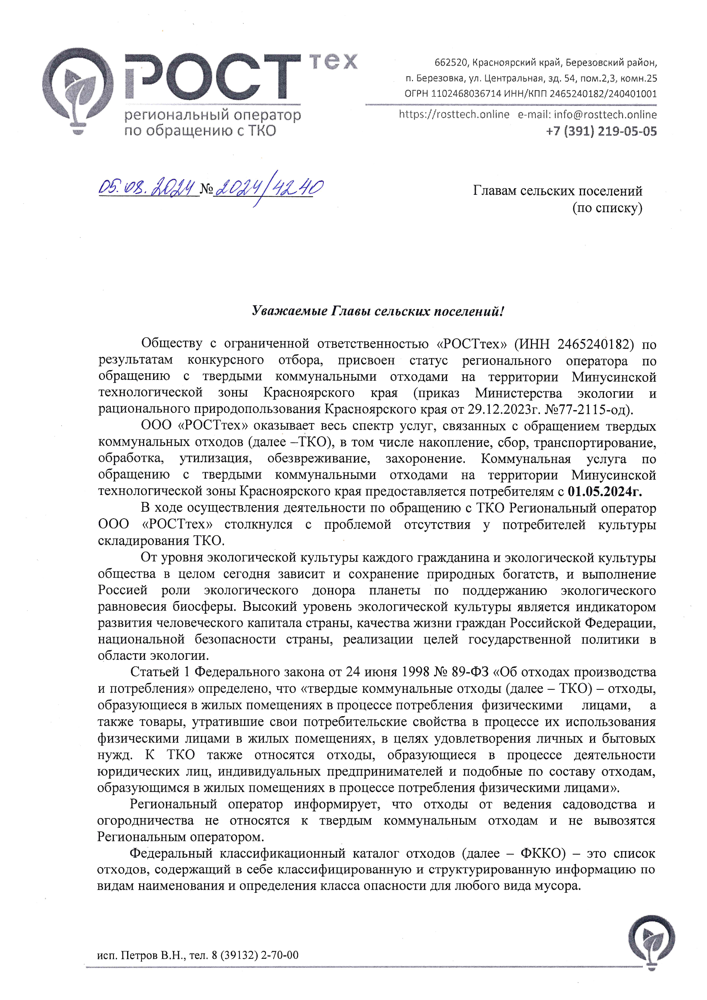 РОСТ тех
региональный оператор
по обращению с ТКО
662520, Красноярский край, Березовский район,
п. Березовка, ул. Центральная, зд. 54, пом.2,3, комн.25
ОГРН 1102468036714 ИНН/КПП 2465240182/240401001
https://rosttech.online e-mail: info@rosttech.online
+7 (391) 219-05-05
05.08.2024 № 2024/4240
Главам сельских поселений
(по списку)
Уважаемые Главы сельских поселений!
Обществу с ограниченной ответственностью «РОСТтех» (ИНН 2465240182) по
результатам конкурсного отбора, присвоен статус регионального оператора по
обращению с твердыми коммунальными отходами на территории Минусинской
технологической зоны Красноярского края (приказ Министерства экологии и
рационального природопользования Красноярского края от 29.12.2023г. №77-2115-од).
ООО «РОСТтех» оказывает весь спектр услуг, связанных с обращением твердых
коммунальных отходов (далее –ТКО), в том числе накопление, сбор, транспортирование,
обработка, утилизация, обезвреживание, захоронение. Коммунальная услуга по
обращению с твердыми коммунальными отходами на территории Минусинской
технологической зоны Красноярского края предоставляется потребителям с 01.05.2024г.
В ходе осуществления деятельности по обращению с ТКО Региональный оператор
ООО «РОСТтех» столкнулся с проблемой отсутствия у потребителей культуры
складирования ТКО.
От уровня экологической культуры каждого гражданина и экологической культуры
общества в целом сегодня зависит и сохранение природных богатств, и выполнение
Россией роли экологического донора планеты по поддержанию экологического
равновесия биосферы. Высокий уровень экологической культуры является индикатором
развития человеческого капитала страны, качества жизни граждан Российской Федерации,
национальной безопасности страны, реализации целей государственной политики в
области экологии.
Статьей 1 Федерального закона от 24 июня 1998 № 89-ФЗ «Об отходах производства
и потребления» определено, что «твердые коммунальные отходы (далее – ТКО) – отходы,
образующиеся в жилых помещениях в процессе потребления физическими лицами, а
также товары, утратившие свои потребительские свойства в процессе их использования
физическими лицами в жилых помещениях, в целях удовлетворения личных и бытовых
нужд. К ТКО также относятся отходы, образующиеся в процессе деятельности
юридических лиц, индивидуальных предпринимателей и подобные по составу отходам,
образующимся в жилых помещениях в процессе потребления физическими лицами».
Региональный оператор информирует, что отходы от ведения садоводства и
огородничества не относятся к твердым коммунальным отходам и не вывозятся
Региональным оператором.
Федеральный классификационный каталог отходов (далее – ФККО) – это список
отходов, содержащий в себе классифицированную и структурированную информацию по
видам наименования и определения класса опасности для любого вида мусора.
исп. Петров В.Н., тел. 8 (39132) 2-70-00